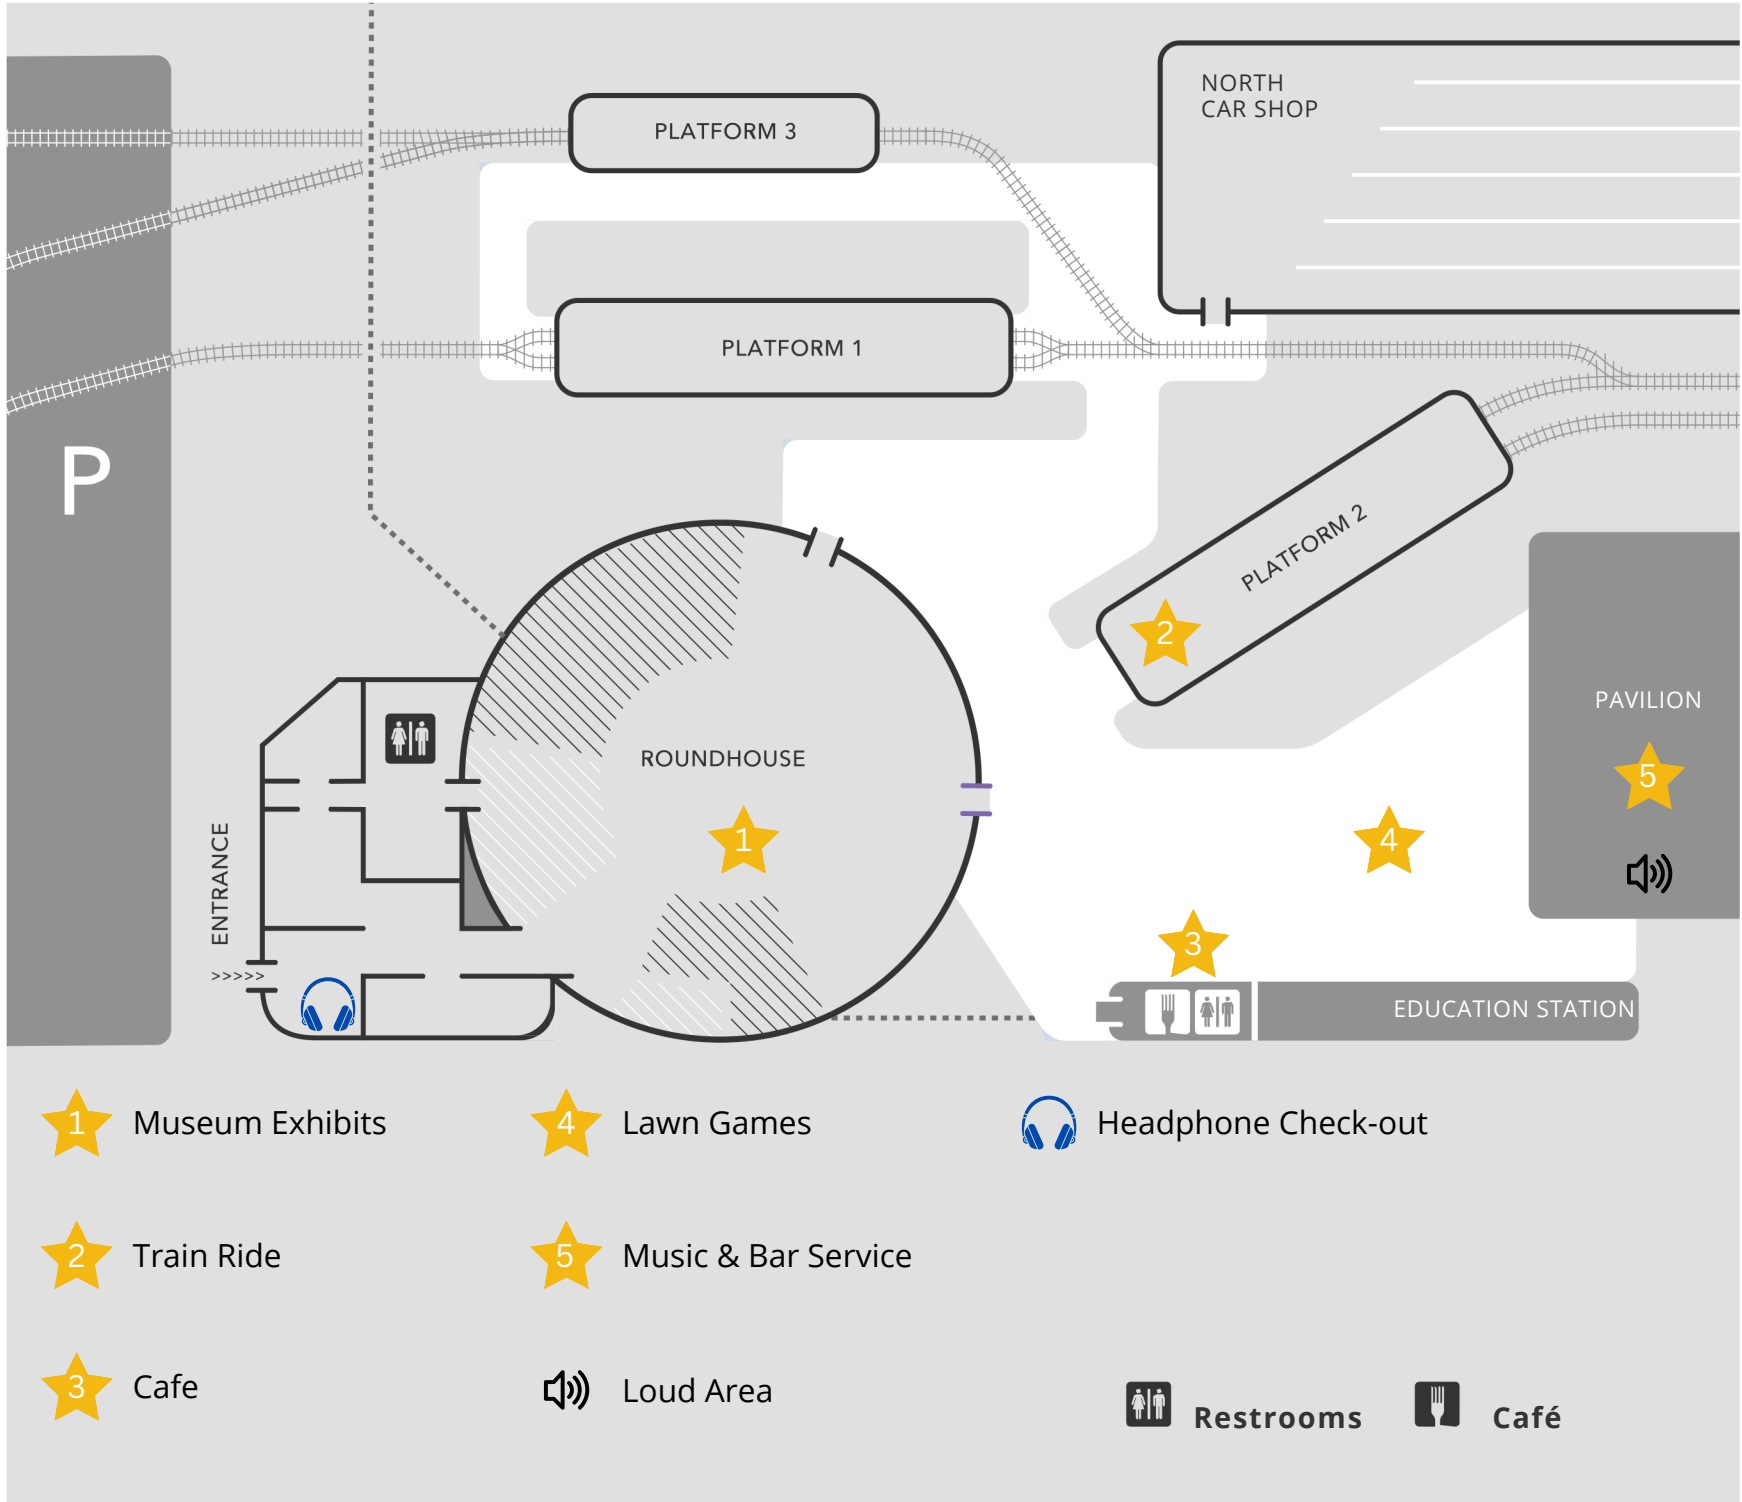 NORTH
CAR SHOP
PLATFORM 3
PLATFORM 1
P
PLATFORM 2
2
PAVILION
5
ROUNDHOUSE
1
4
ENTRANCE
3
>>>>>
EDUCATION STATION
1 Museum Exhibits
4 Lawn Games
Headphone Check-out
2 Train Ride
5 Music & Bar Service
3 Cafe
Loud Area
Restrooms
Café